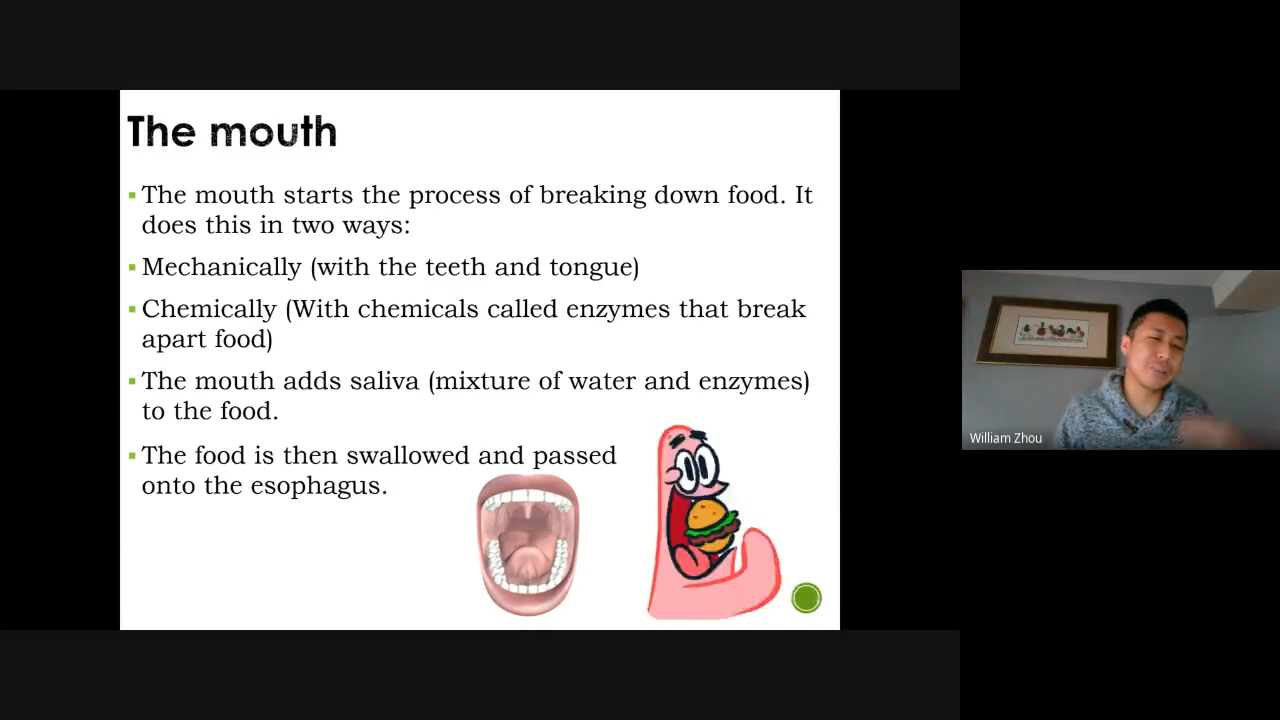 The mouth
▪ The mouth starts the process of breaking down food. It
does this in two ways:
▪ Mechanically (with the teeth and tongue)
▪ Chemically (With chemicals called enzymes that break
apart food)
▪ The mouth adds saliva (mixture of water and enzymes)
to the food.
▪ The food is then swallowed and passed
onto the esophagus.
William Zhou